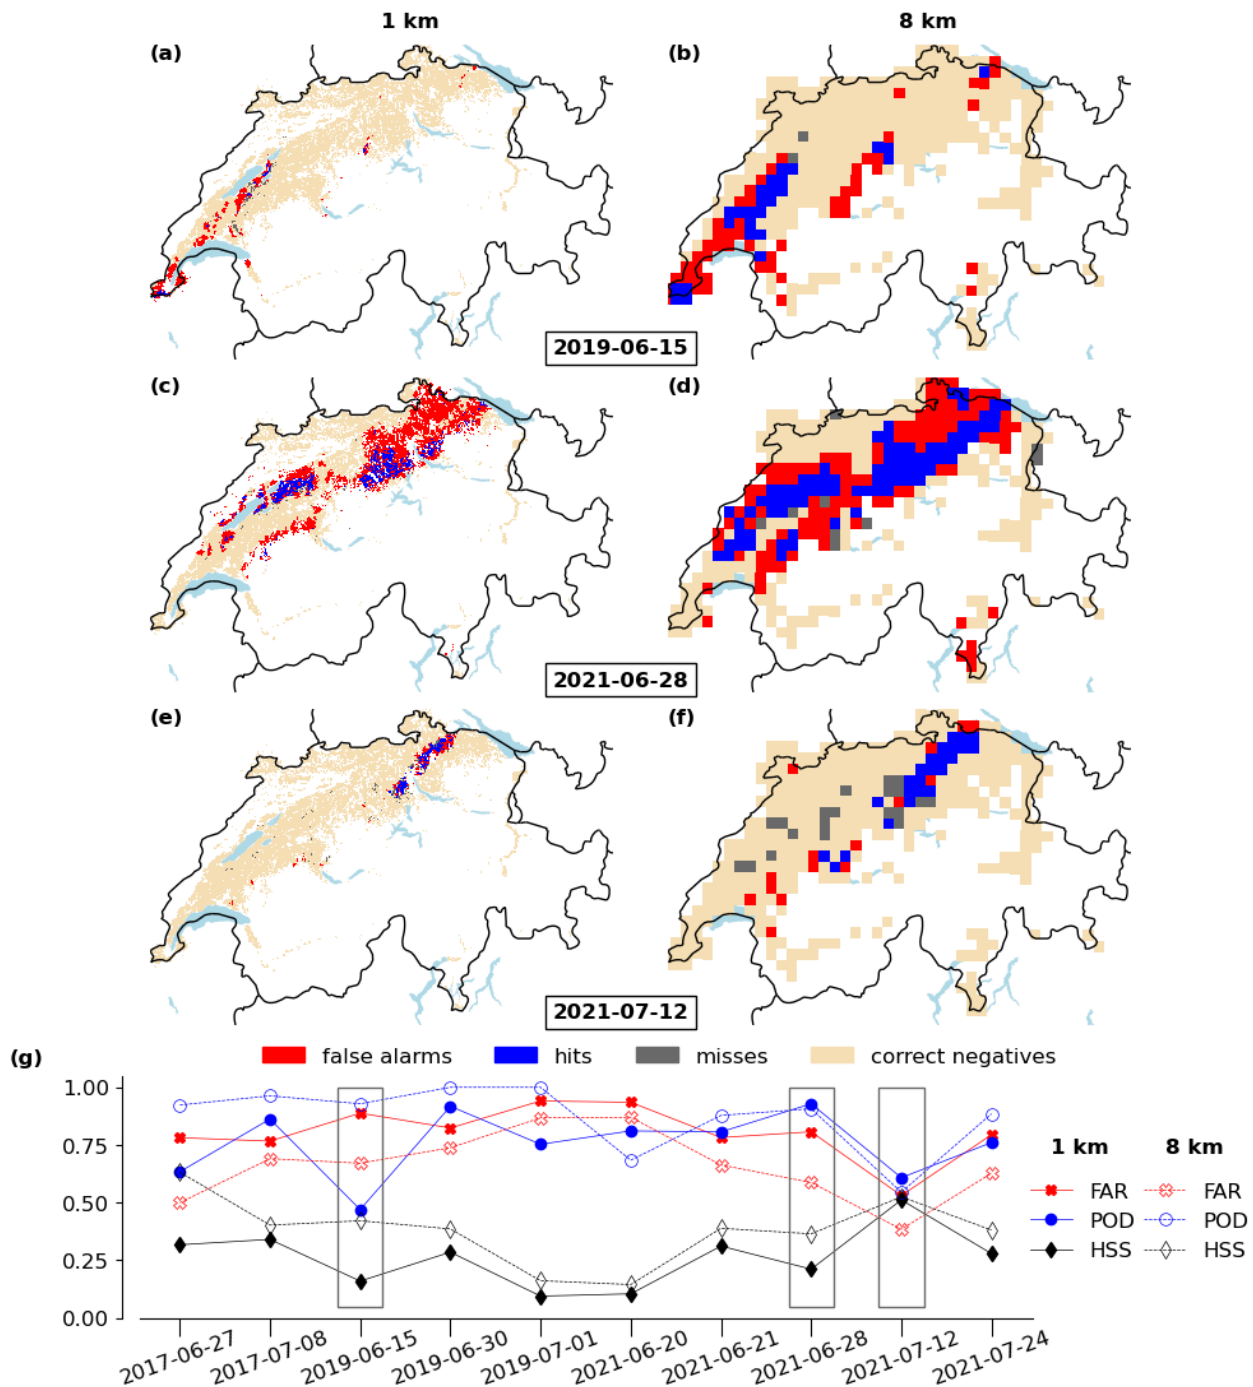 1 km
8 km
(a)
(b)
2019-06-15
(c)
(d)
2021-06-28
(e)
(f)
2021-07-12
(g)
false alarms
hits
misses
correct negatives
1.00
0.75
0.50
0.25
0.00
2017-06-27
2017-07-08
2019-06-15
2019-06-30
2019-07-01
2021-06-20
2021-06-21
2021-06-28
2021-07-12
2021-07-24
1 km
8 km
FAR
FAR
POD
POD
HSS
HSS